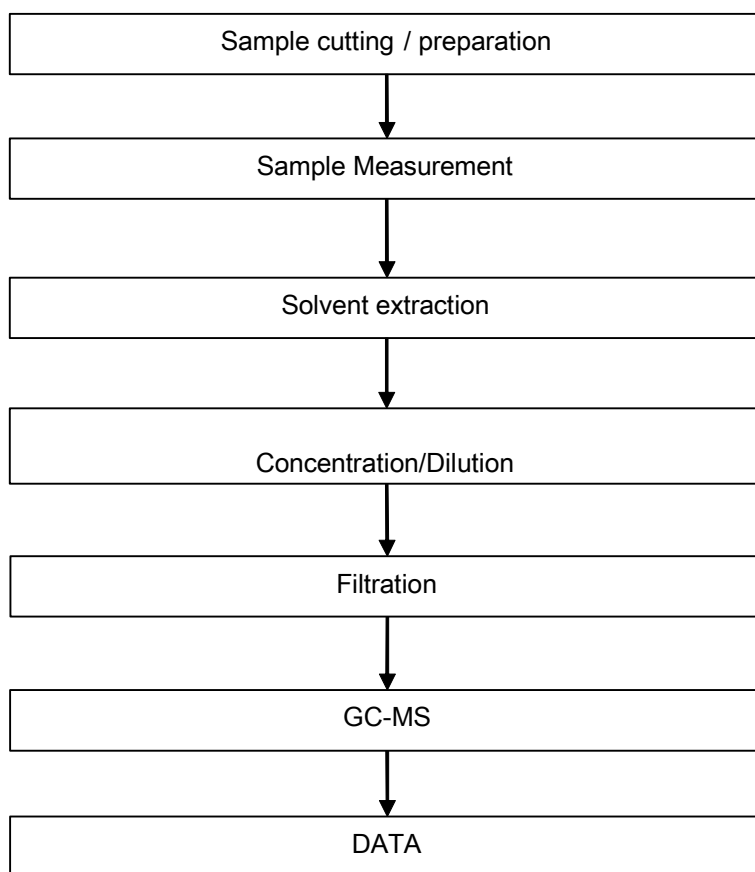 Sample cutting / preparation
Sample Measurement
Solvent extraction
Concentration/Dilution
Filtration
GC-MS
DATA